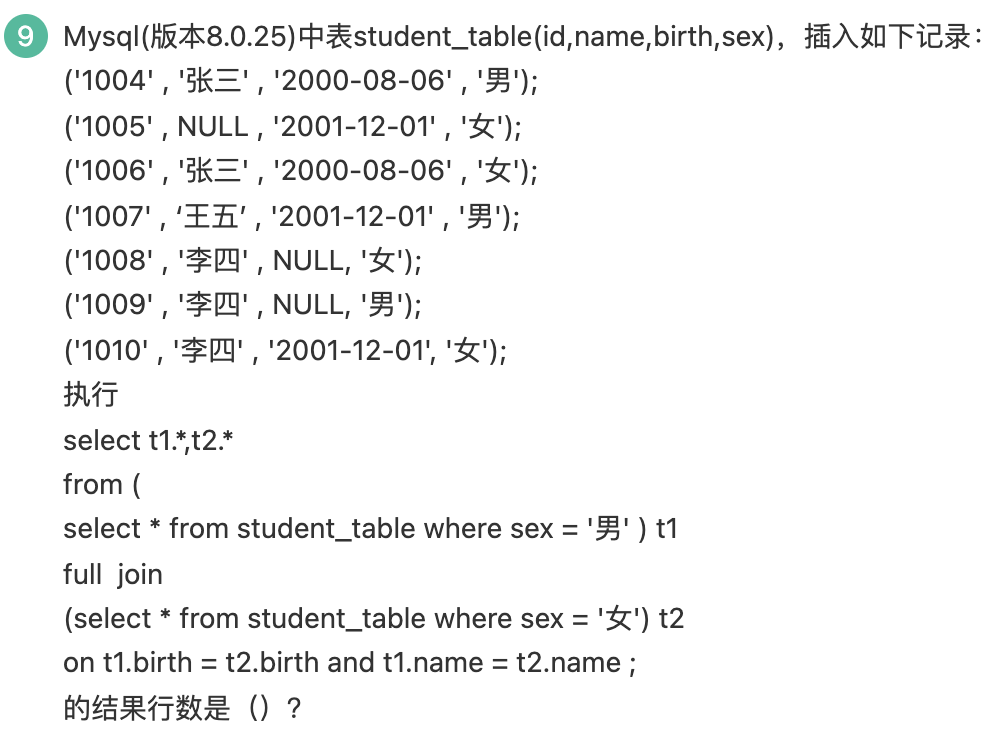 9 Mysql(版本8.0.25)中表student_table(id,name,birth,sex)，插入如下记录：
('1004' , '张三' , '2000-08-06' , '男');
('1005' , NULL , '2001-12-01' , '女');
('1006' , '张三' , '2000-08-06' , '女');
('1007' , ‘王五’ , '2001-12-01' , '男');
('1008' , '李四' , NULL, '女');
('1009' , '李四' , NULL, '男');
('1010' , '李四' , '2001-12-01', '女');
执行
select t1.*,t2.*
from (
select * from student_table where sex = '男' ) t1
full  join
(select * from student_table where sex = '女') t2
on t1.birth = t2.birth and t1.name = t2.name ;
的结果行数是（）?